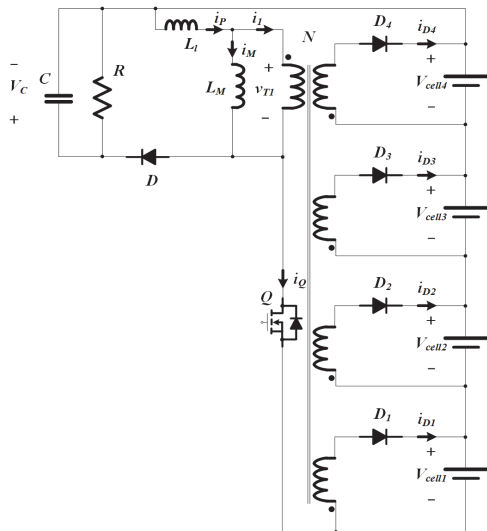 i_P i_1 N D_4 i_D4
L_l
i_M
− + + V_cell4
V_C C R L_M v_T1 −
+ −
D
D_3 i_D3
+
V_cell3
−
i_Q
Q D_2 i_D2
+
V_cell2
−
D_1 i_D1
+
V_cell1
−